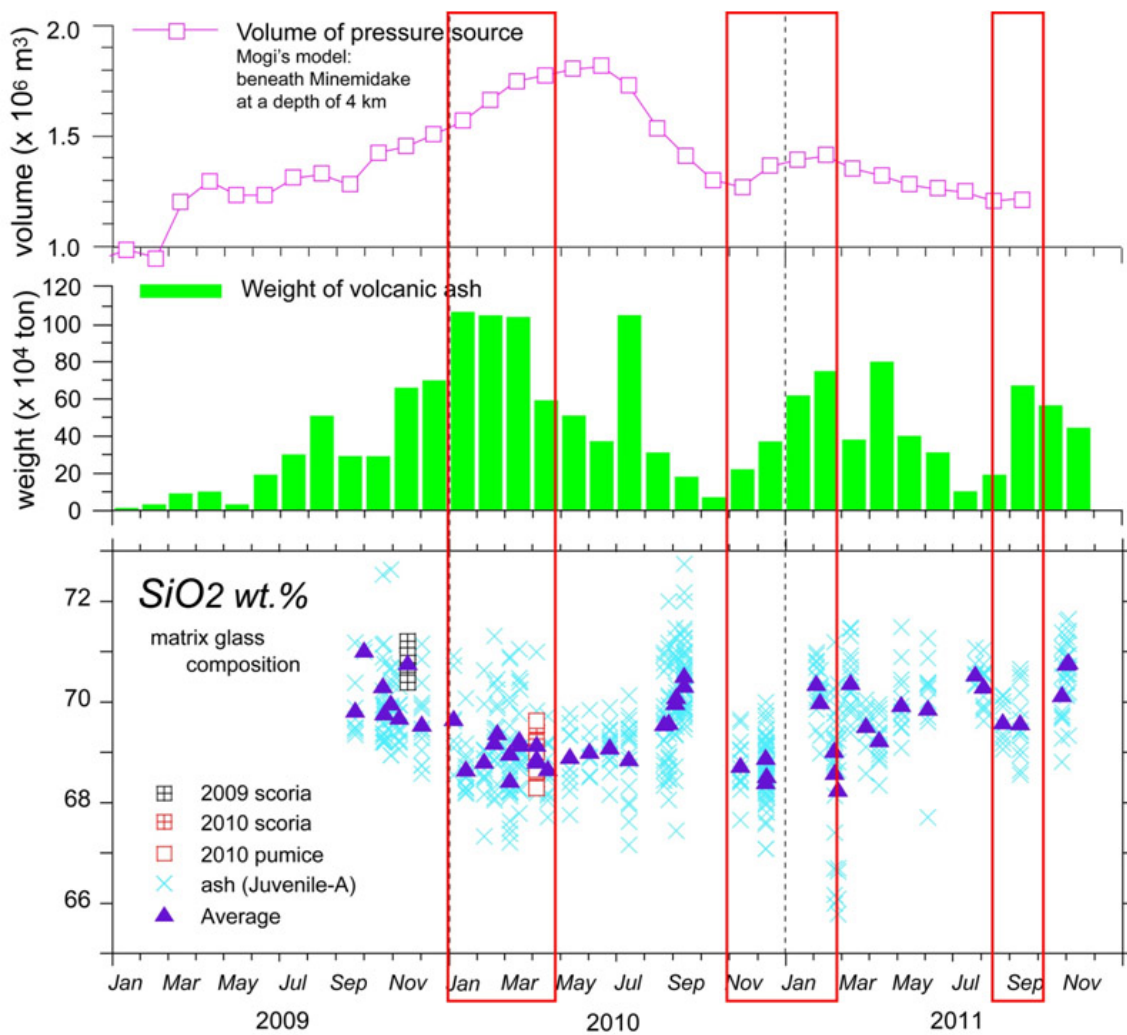 2.0
1.5
1.0
volume (x 10⁶ m³)
Volume of pressure source
Mogi's model:
beneath Minemidake
at a depth of 4 km
120
100
80
60
40
20
0
weight (x 10⁴ ton)
Weight of volcanic ash
72
70
68
66
SiO2 wt.%
matrix glass
composition
2009 scoria
2010 scoria
2010 pumice
ash (Juvenile-A)
Average
Jan Mar May Jul Sep Nov Jan Mar May Jul Sep Nov Jan Mar May Jul Sep Nov
2009 2010 2011